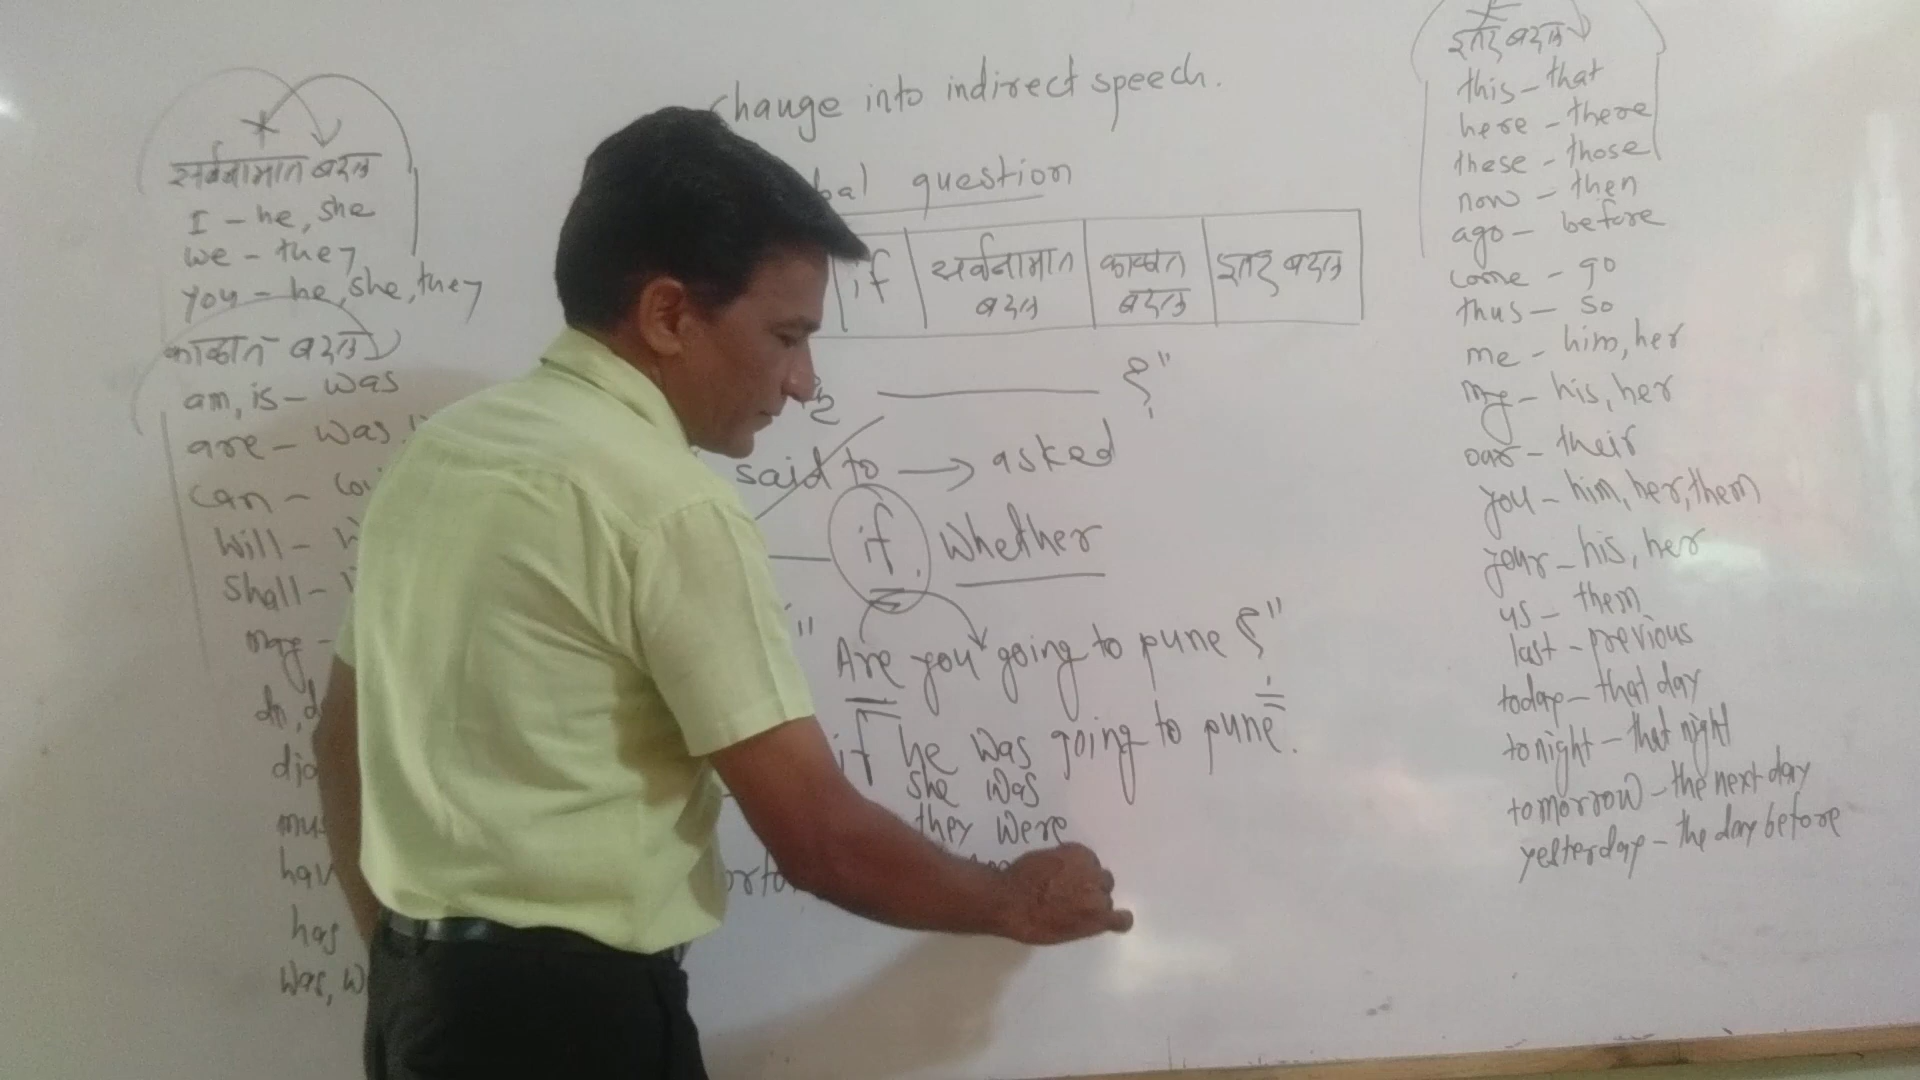 सर्वनामात बदल
I - he, she
we - they
you - he, she, they
काळात बदल
am, is - was
are - was
can -
will -
shall -
may -
has
was,
Change into indirect speech.
question
if | सर्वनामात बदल | काळात बदल | इतर बदल
?"
said to → asked
if, whether
" Are you going to pune ?"
if he was going to pune.
she was
they were
इतर बदल
this - that
here - there
these - those
now - then
ago - before
come - go
thus - so
me - him, her
my - his, her
our - their
you - him, her, them
your - his, her
us - them
last - previous
today - that day
tonight - that night
tomorrow - the next day
yesterday - the day before